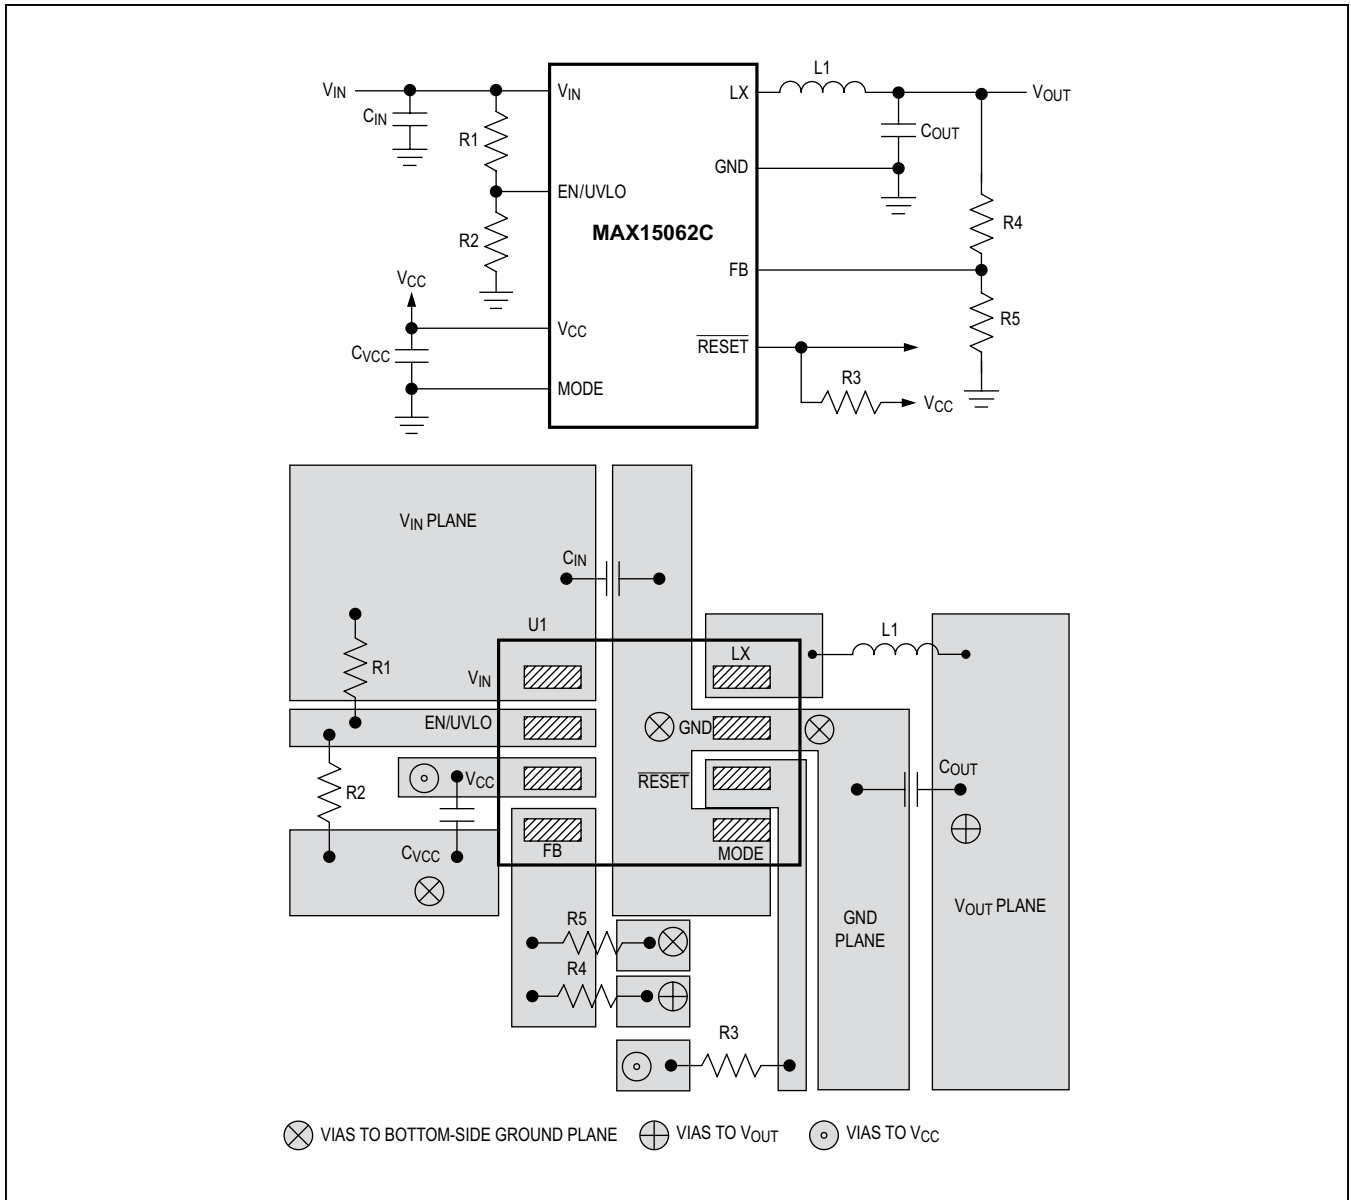 L1
VIN
VIN
LX
VOUT
CIN
COUT
R1
GND
EN/UVLO
R4
MAX15062C
R2
FB
VCC
R5
VCC
RESET
CVCC
R3
MODE
VCC
VIN PLANE
CIN
U1
L1
LX
R1
VIN
EN/UVLO
GND
COUT
VCC
RESET
R2
CVCC
FB
MODE
VOUT PLANE
R5
GND
PLANE
R4
R3
VIAS TO BOTTOM-SIDE GROUND PLANE
VIAS TO VOUT
VIAS TO VCC